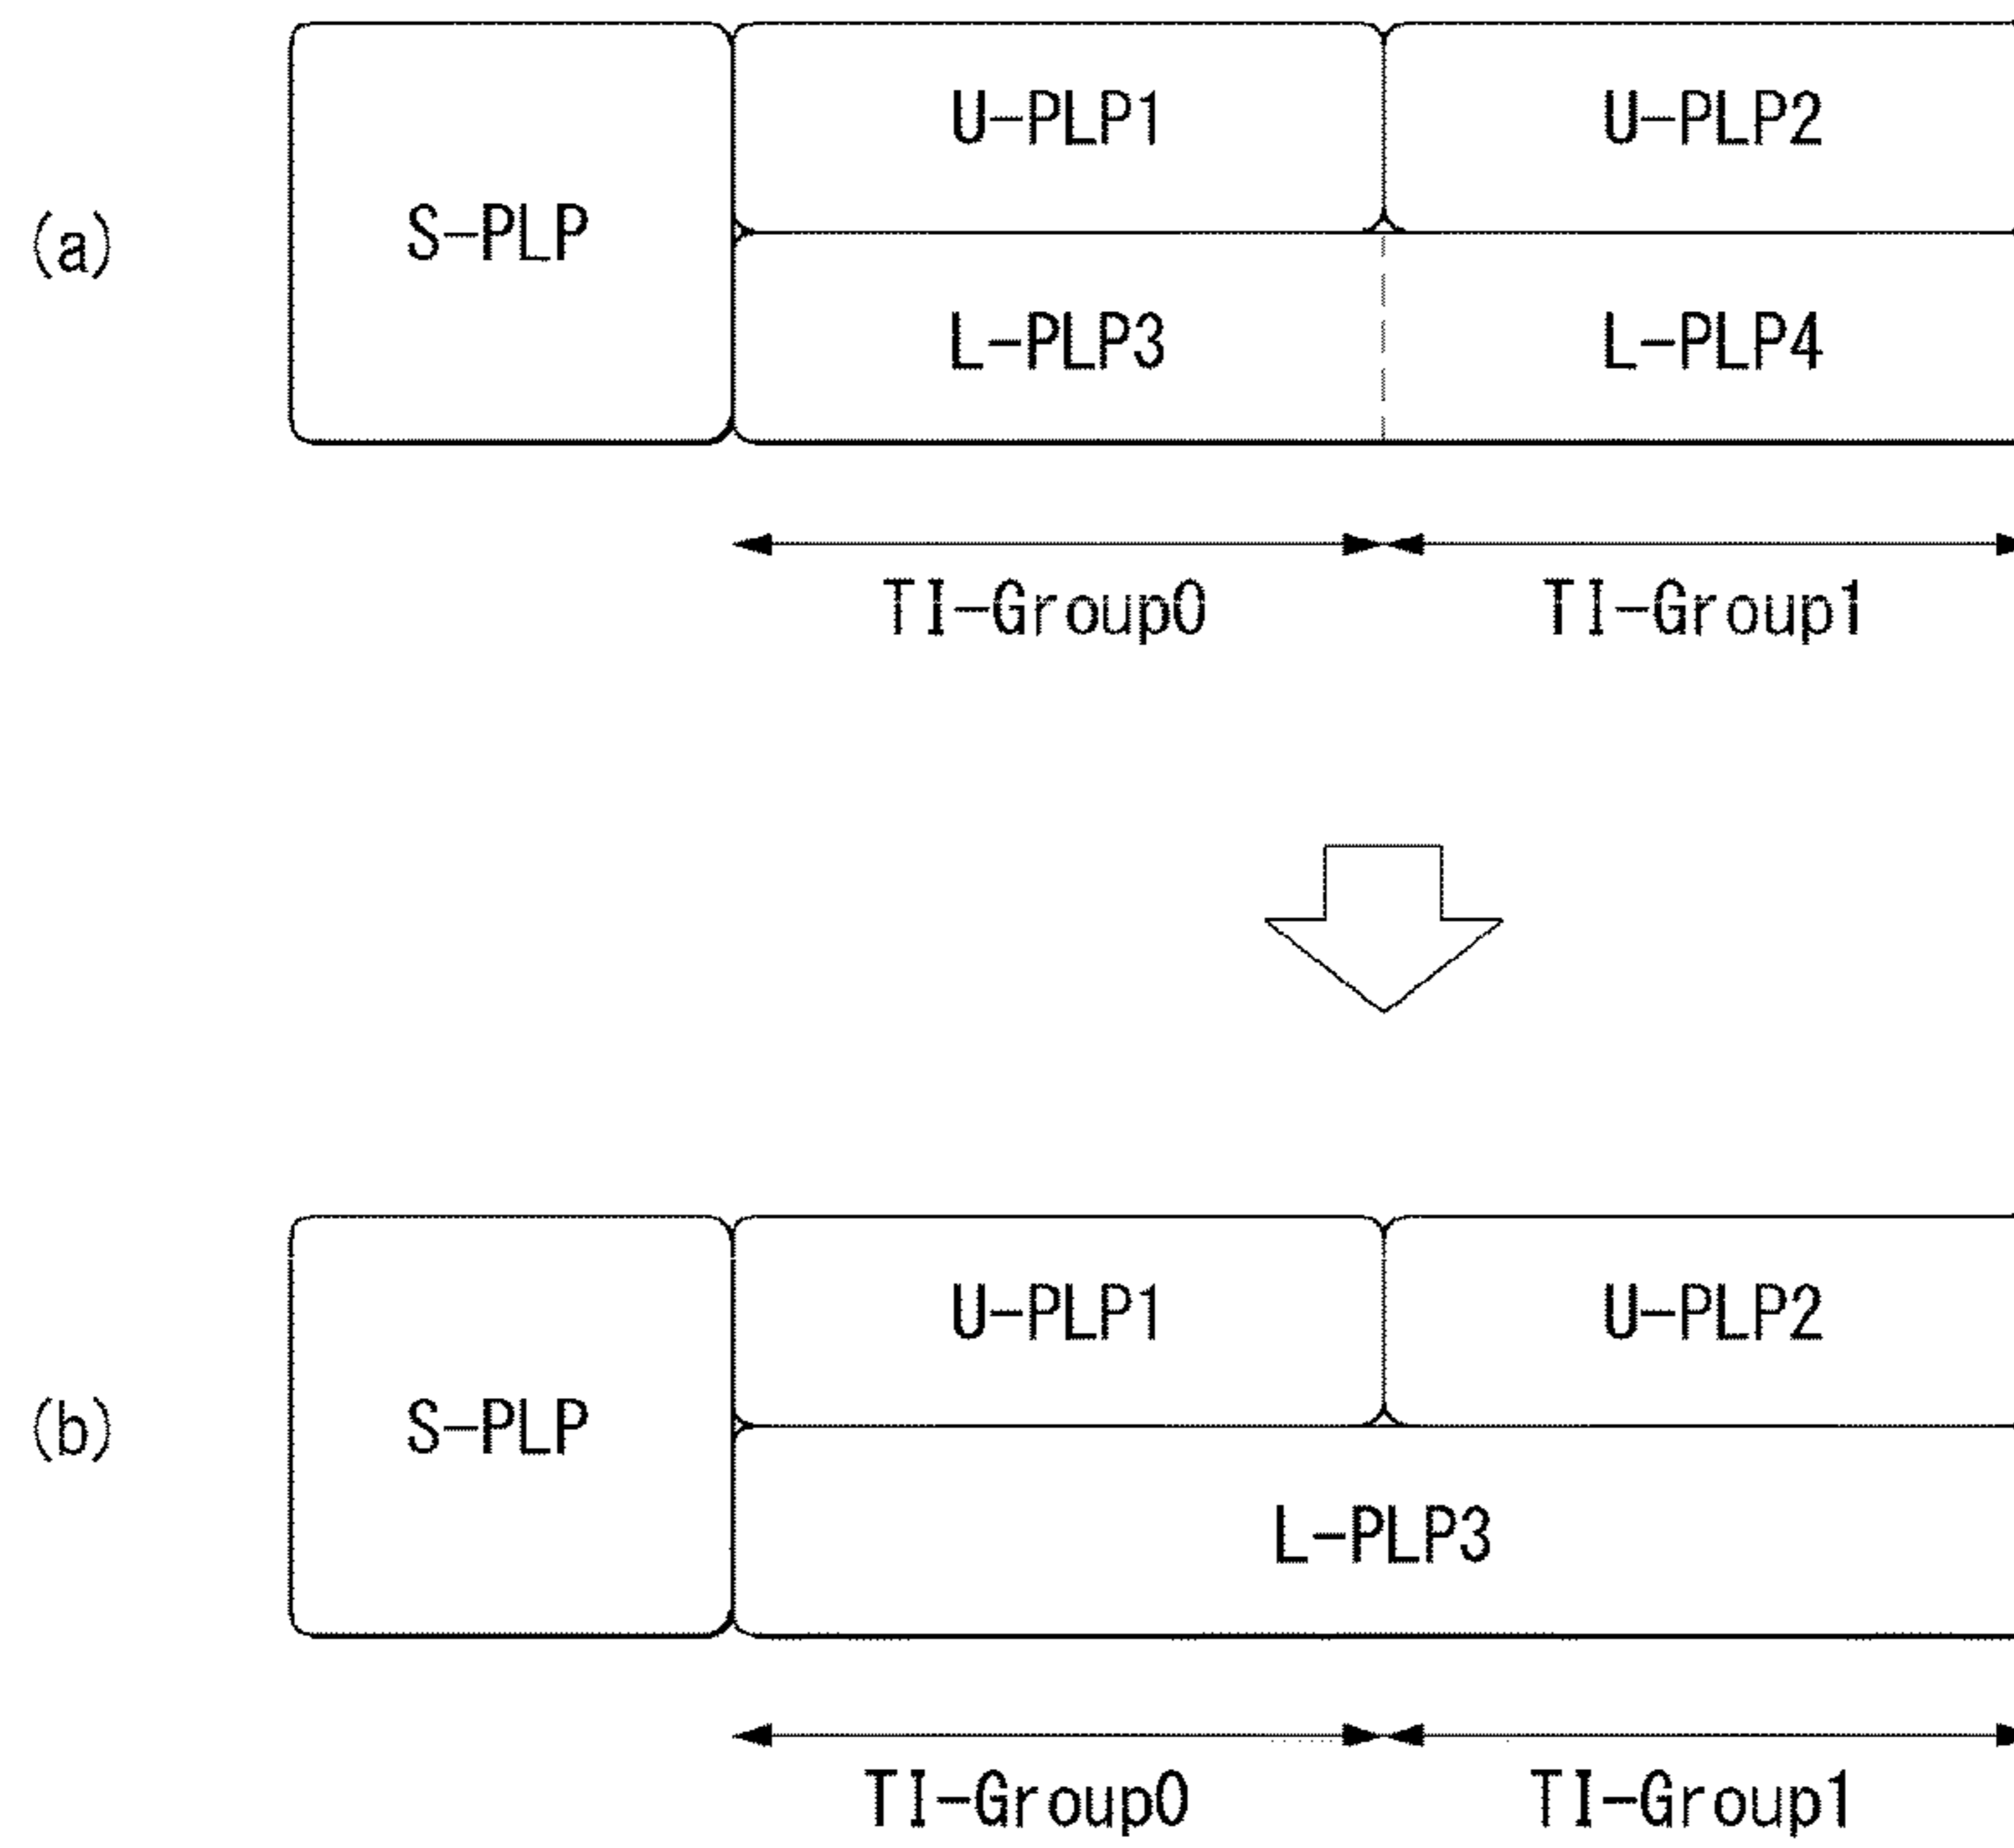 U-PLP1 U-PLP2
(a) S-PLP
L-PLP3 L-PLP4
TI-Group0 TI-Group1
U-PLP1 U-PLP2
(b) S-PLP
L-PLP3
TI-Group0 TI-Group1